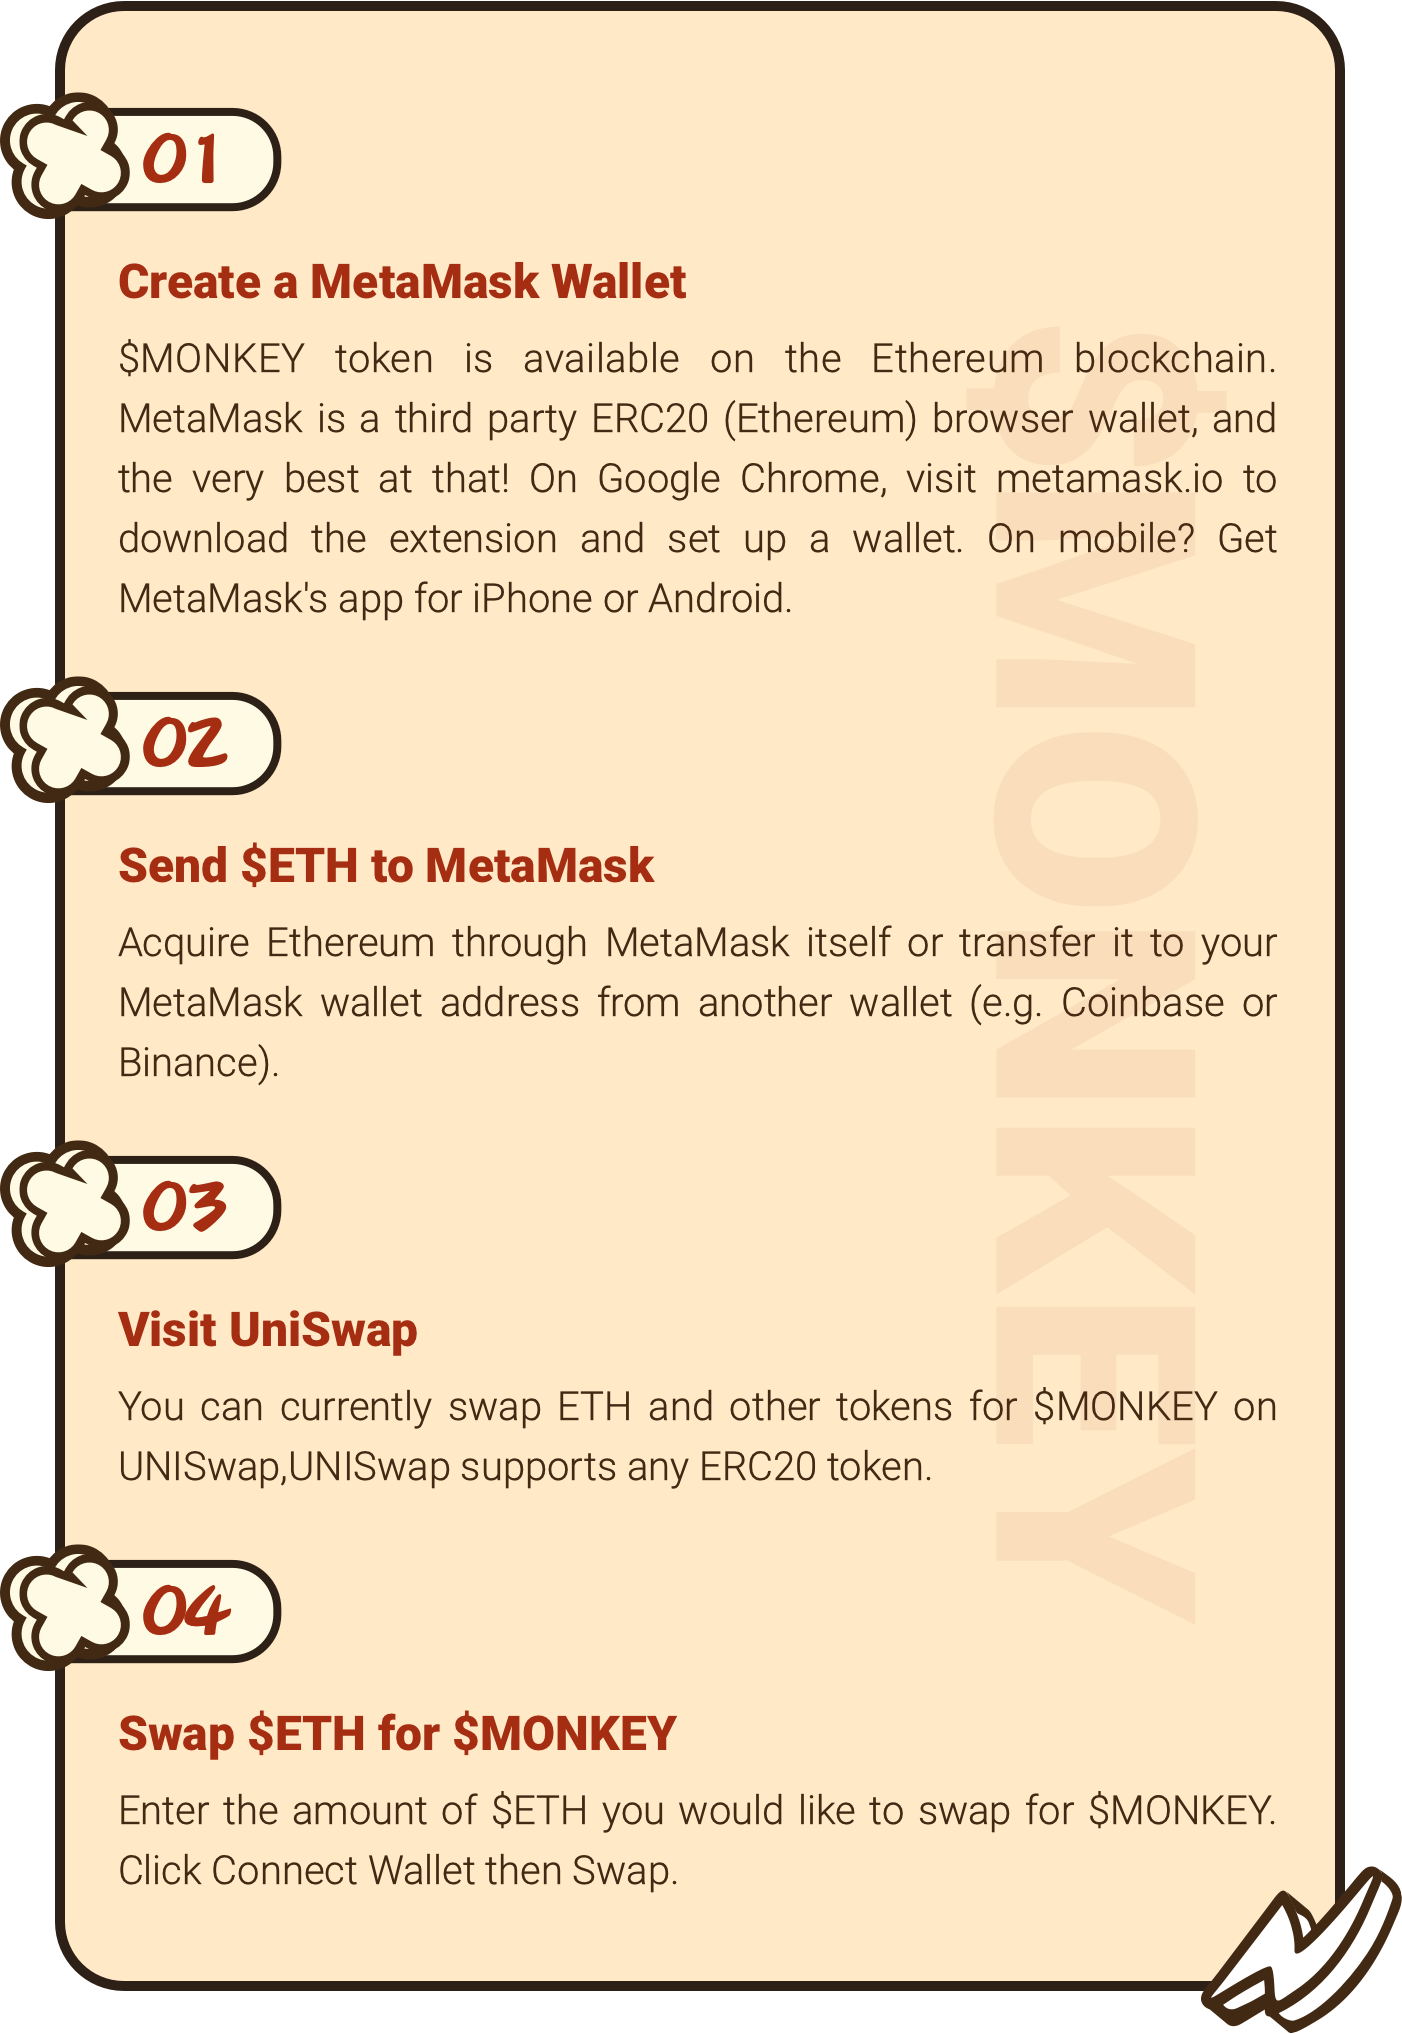 01
Create a MetaMask Wallet
$MONKEY token is available on the Ethereum blockchain.
MetaMask is a third party ERC20 (Ethereum) browser wallet, and
the very best at that! On Google Chrome, visit metamask.io to
download the extension and set up a wallet. On mobile? Get
MetaMask's app for iPhone or Android.
02
Send $ETH to MetaMask
Acquire Ethereum through MetaMask itself or transfer it to your
MetaMask wallet address from another wallet (e.g. Coinbase or
Binance).
03
Visit UniSwap
You can currently swap ETH and other tokens for $MONKEY on
UNISwap,UNISwap supports any ERC20 token.
04
Swap $ETH for $MONKEY
Enter the amount of $ETH you would like to swap for $MONKEY.
Click Connect Wallet then Swap.
$MONKEY